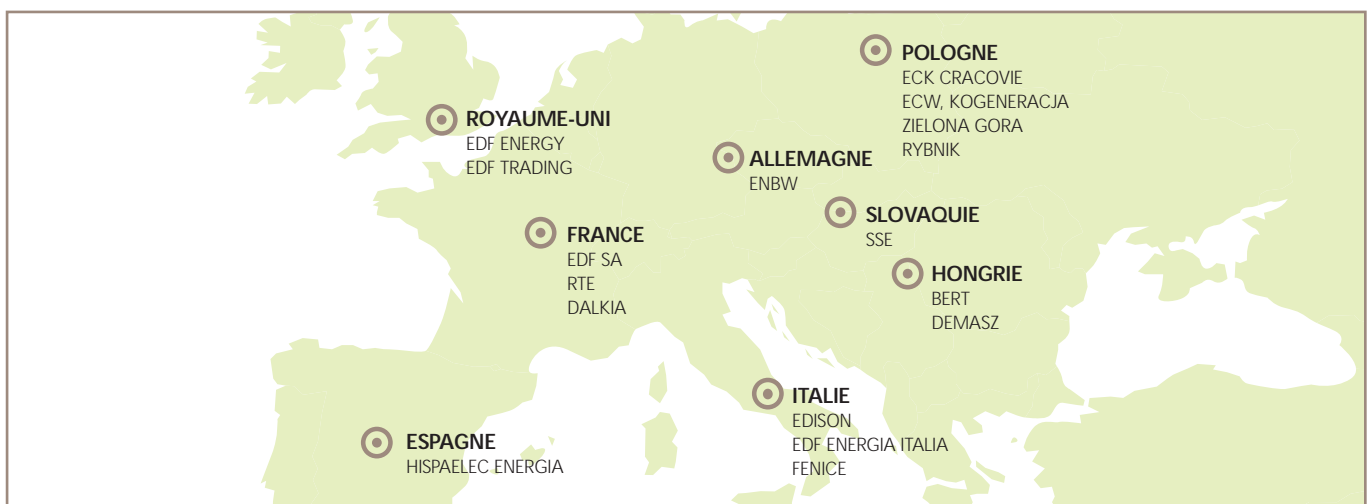 POLOGNE
ECK CRACOVIE
ECW, KOGENERACJA
ZIELONA GORA
RYBNIK
ROYAUME-UNI
EDF ENERGY
EDF TRADING
ALLEMAGNE
ENBW
SLOVAQUIE
SSE
FRANCE
EDF SA
RTE
DALKIA
HONGRIE
BERT
DEMASZ
ITALIE
EDISON
EDF ENERGIA ITALIA
FENICE
ESPAGNE
HISPAELEC ENERGIA